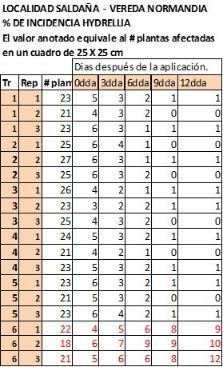 LOCALIDAD SALDAÑA - VEREDA NORMANDIA
% DE INCIDENCIA HYDRELLIA
El valor anotado equivale al # plantas afectadas
en un cuadro de 25 X 25 cm
Dias después de la aplicación.
Tr Rep # plan 0dda 3dda 6dda 9dda 12dda
1 1 23 5 3 2 1 1
1 2 21 4 3 2 0 0
1 3 23 6 3 1 1 1
2 1 25 6 4 1 0 0
2 2 27 6 3 1 1 1
2 3 25 6 3 2 0 0
3 1 26 4 2 1 1 1
3 2 23 3 2 2 1 1
3 3 25 4 3 2 0 0
4 1 24 5 3 2 1 1
4 2 21 5 3 2 0 0
4 3 21 6 3 2 1 1
5 1 23 6 3 2 1 1
5 2 21 5 3 2 0 0
5 3 23 6 4 2 1 1
6 1 22 4 5 6 8 9
6 2 18 6 7 9 9 10
6 3 21 5 6 6 8 12